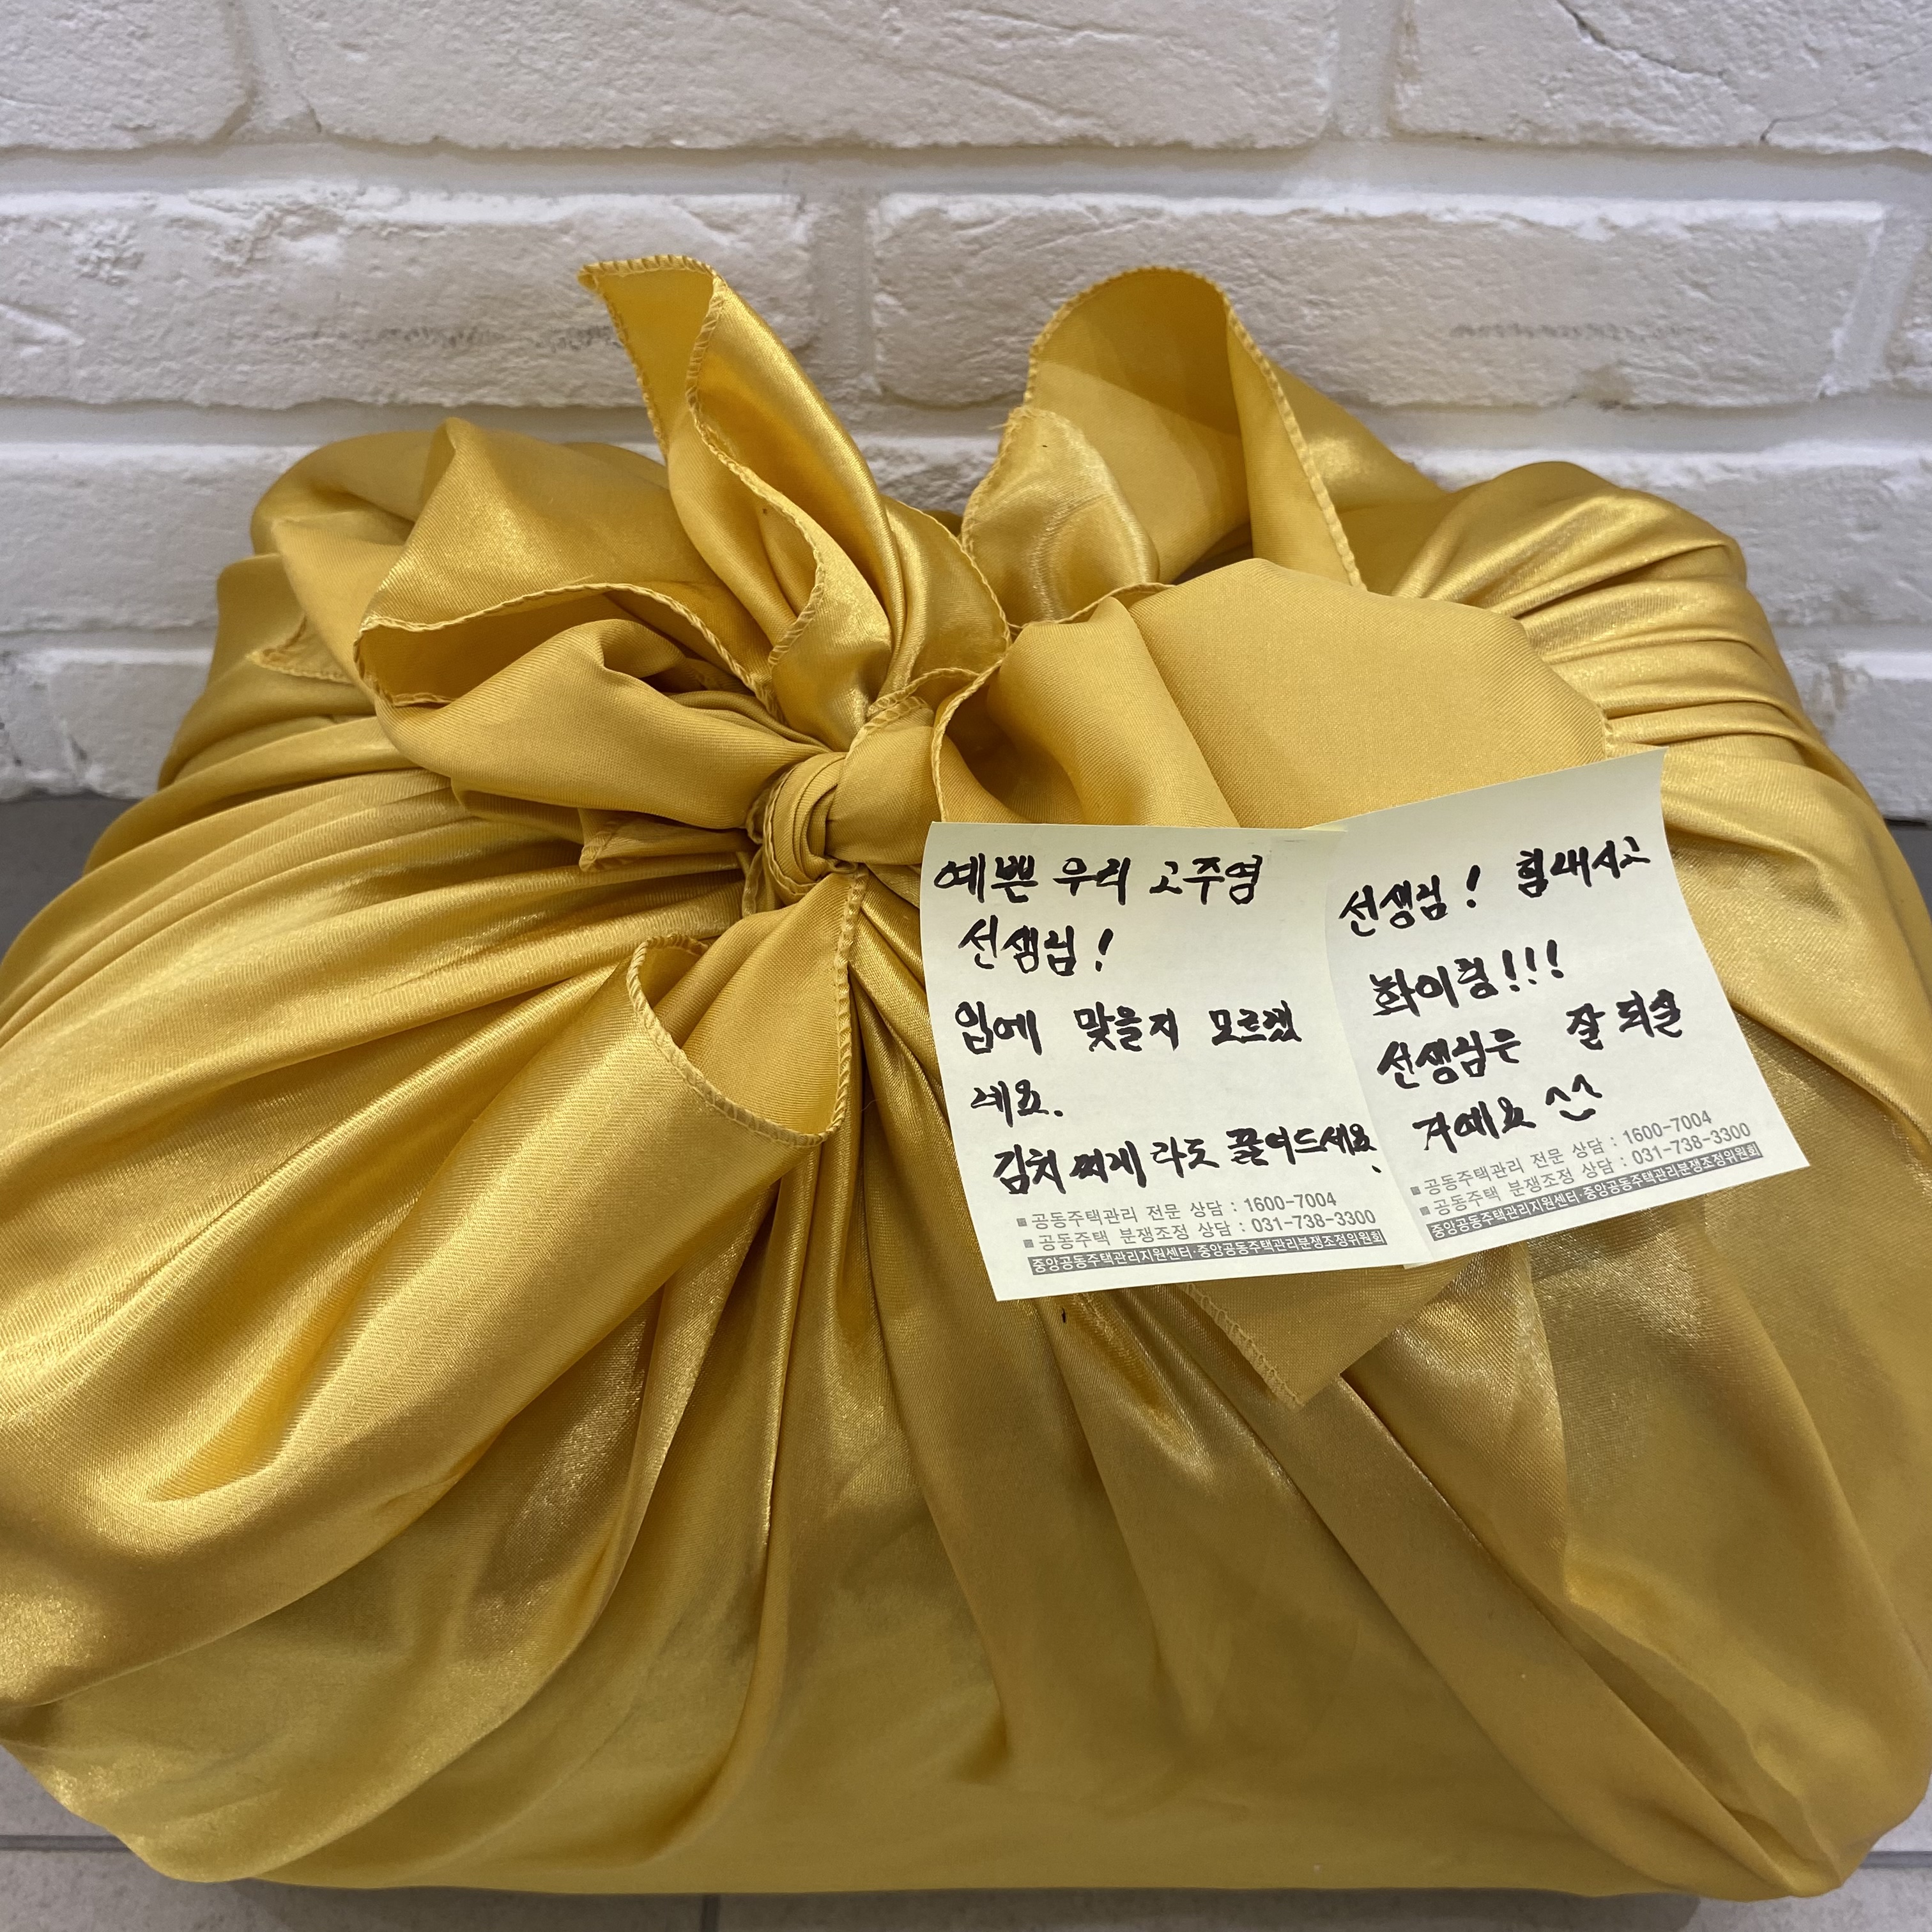 예쁜 우리 고주영
선생님!
입에 맞을지 모르겠
네요.
김치 찌개라도 끓여드세요.
■ 공동주택관리 전문 상담 : 1600-7004
■ 공동주택 분쟁조정 상담 : 031-738-3300
중앙공동주택관리지원센터·중앙공동주택관리분쟁조정위원회
선생님! 힘내시고
화이링!!!
선생님은 잘 되실
거예요 ^^
■ 공동주택관리 전문 상담 : 1600-7004
■ 공동주택 분쟁조정 상담 : 031-738-3300
중앙공동주택관리지원센터·중앙공동주택관리분쟁조정위원회